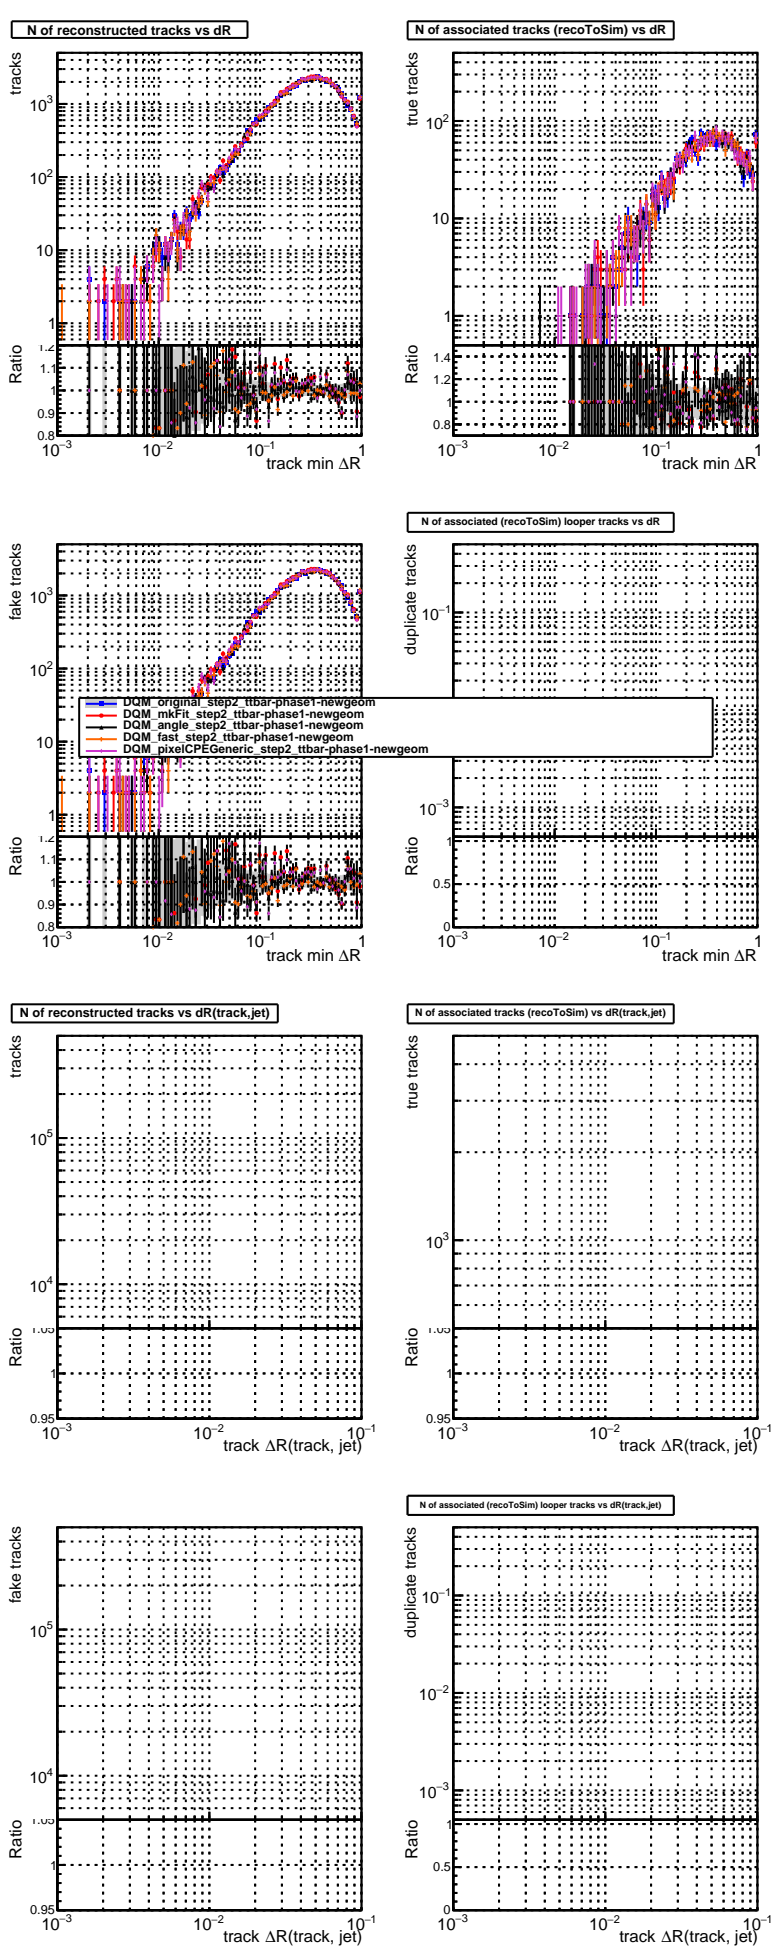 N of reconstructed tracks vs dR
tracks
10³
10²
10
1
Ratio
1.2
1.1
1
0.9
0.8
10⁻³
10⁻²
10⁻¹
1
track min ΔR
N of associated tracks (recoToSim) vs dR
true tracks
10²
10
1
Ratio
1.4
1.2
1
0.8
10⁻³
10⁻²
10⁻¹
1
track min ΔR
fake tracks
10³
10²
10
1
Ratio
1.2
1.1
1
0.9
0.8
10⁻³
10⁻²
10⁻¹
1
track min ΔR
N of associated (recoToSim) looper tracks vs dR
duplicate tracks
10⁻¹
10⁻³
Ratio
1
0.5
0
10⁻³
10⁻²
10⁻¹
1
track min ΔR
DQM_original_step2_ttbar-phase1-newgeom
DQM_mkFit_step2_ttbar-phase1-newgeom
DQM_angle_step2_ttbar-phase1-newgeom
DQM_fast_step2_ttbar-phase1-newgeom
DQM_pixelCPEGeneric_step2_ttbar-phase1-newgeom
N of reconstructed tracks vs dR(track,jet)
tracks
10⁵
10⁴
Ratio
1.05
1
0.95
10⁻³
10⁻²
10⁻¹
track ΔR(track, jet)
N of associated tracks (recoToSim) vs dR(track,jet)
true tracks
10³
Ratio
1.05
1
0.95
10⁻³
10⁻²
10⁻¹
track ΔR(track, jet)
fake tracks
10⁵
10⁴
Ratio
1.05
1
0.95
10⁻³
10⁻²
10⁻¹
track ΔR(track, jet)
N of associated (recoToSim) looper tracks vs dR(track,jet)
duplicate tracks
10⁻¹
10⁻²
10⁻³
Ratio
1
0.5
0
10⁻³
10⁻²
10⁻¹
track ΔR(track, jet)